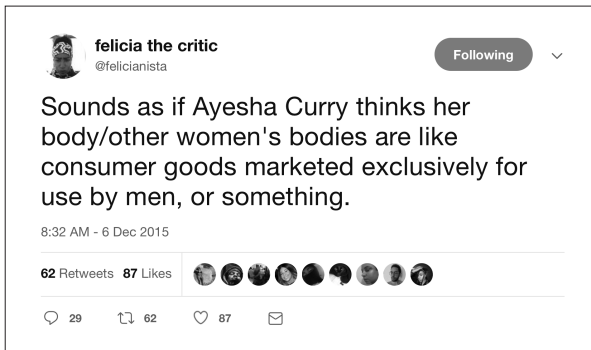 felicia the critic
@felicianista
Following
Sounds as if Ayesha Curry thinks her
body/other women's bodies are like
consumer goods marketed exclusively for
use by men, or something.
8:32 AM - 6 Dec 2015
62 Retweets 87 Likes
29 62 87